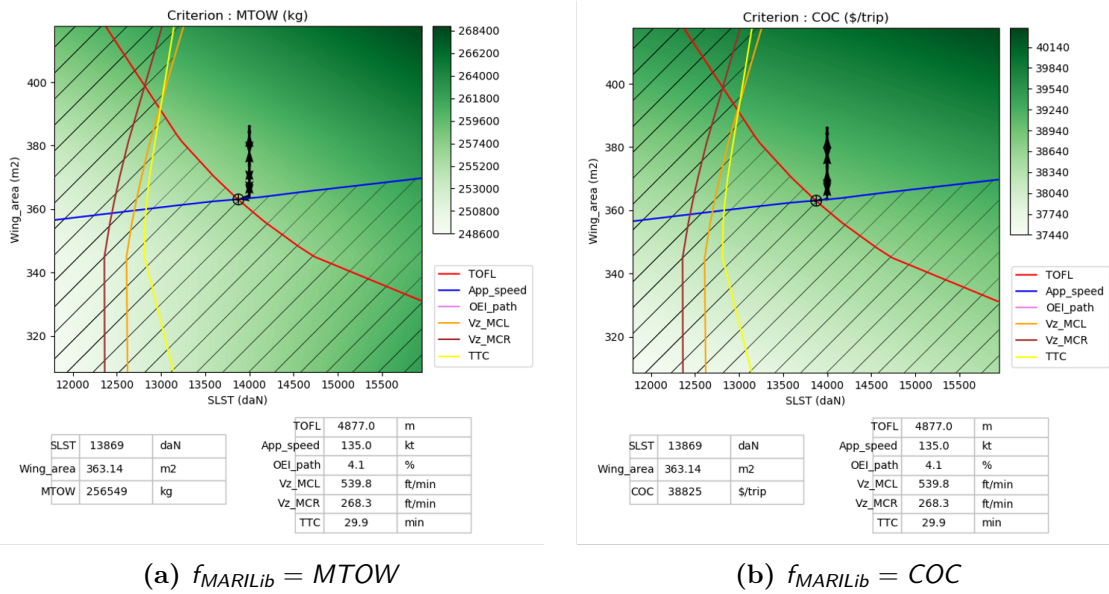 Criterion : MTOW (kg)
Wing_area (m2)
400
380
360
340
320
12000 12500 13000 13500 14000 14500 15000 15500
SLST (daN)
268400
266200
264000
261800
259600
257400
255200
253000
250800
248600
TOFL
App_speed
OEI_path
Vz_MCL
Vz_MCR
TTC
SLST 13869 daN
Wing_area 363.14 m2
MTOW 256549 kg
TOFL 4877.0 m
App_speed 135.0 kt
OEI_path 4.1 %
Vz_MCL 539.8 ft/min
Vz_MCR 268.3 ft/min
TTC 29.9 min
(a) fMARILib = MTOW
Criterion : COC ($/trip)
Wing_area (m2)
400
380
360
340
320
12000 12500 13000 13500 14000 14500 15000 15500
SLST (daN)
40140
39840
39540
39240
38940
38640
38340
38040
37740
37440
TOFL
App_speed
OEI_path
Vz_MCL
Vz_MCR
TTC
SLST 13869 daN
Wing_area 363.14 m2
COC 38825 $/trip
TOFL 4877.0 m
App_speed 135.0 kt
OEI_path 4.1 %
Vz_MCL 539.8 ft/min
Vz_MCR 268.3 ft/min
TTC 29.9 min
(b) fMARILib = COC